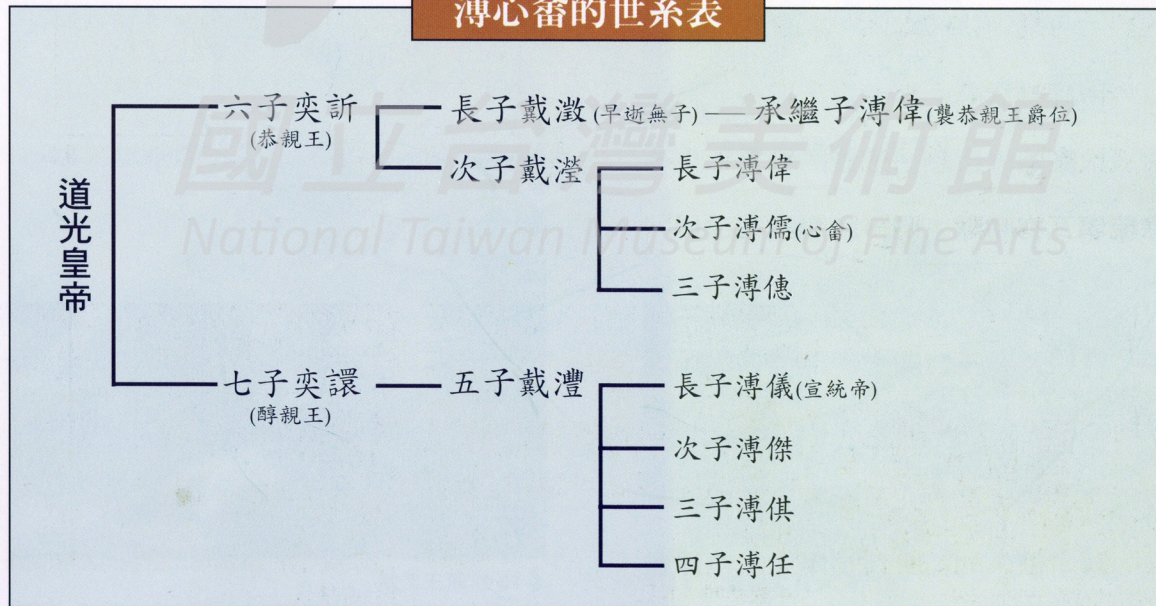 溥心畬的世系表
六子奕訢 長子戴澂(早逝無子) — 承繼子溥偉(襲恭親王爵位)
(恭親王)
次子戴瀅 長子溥偉
道光皇帝
次子溥儒(心畬)
三子溥僡
七子奕譞 五子戴灃 長子溥儀(宣統帝)
(醇親王)
次子溥傑
三子溥倛
四子溥任
國立台灣美術館
National Taiwan Museum of Fine Arts